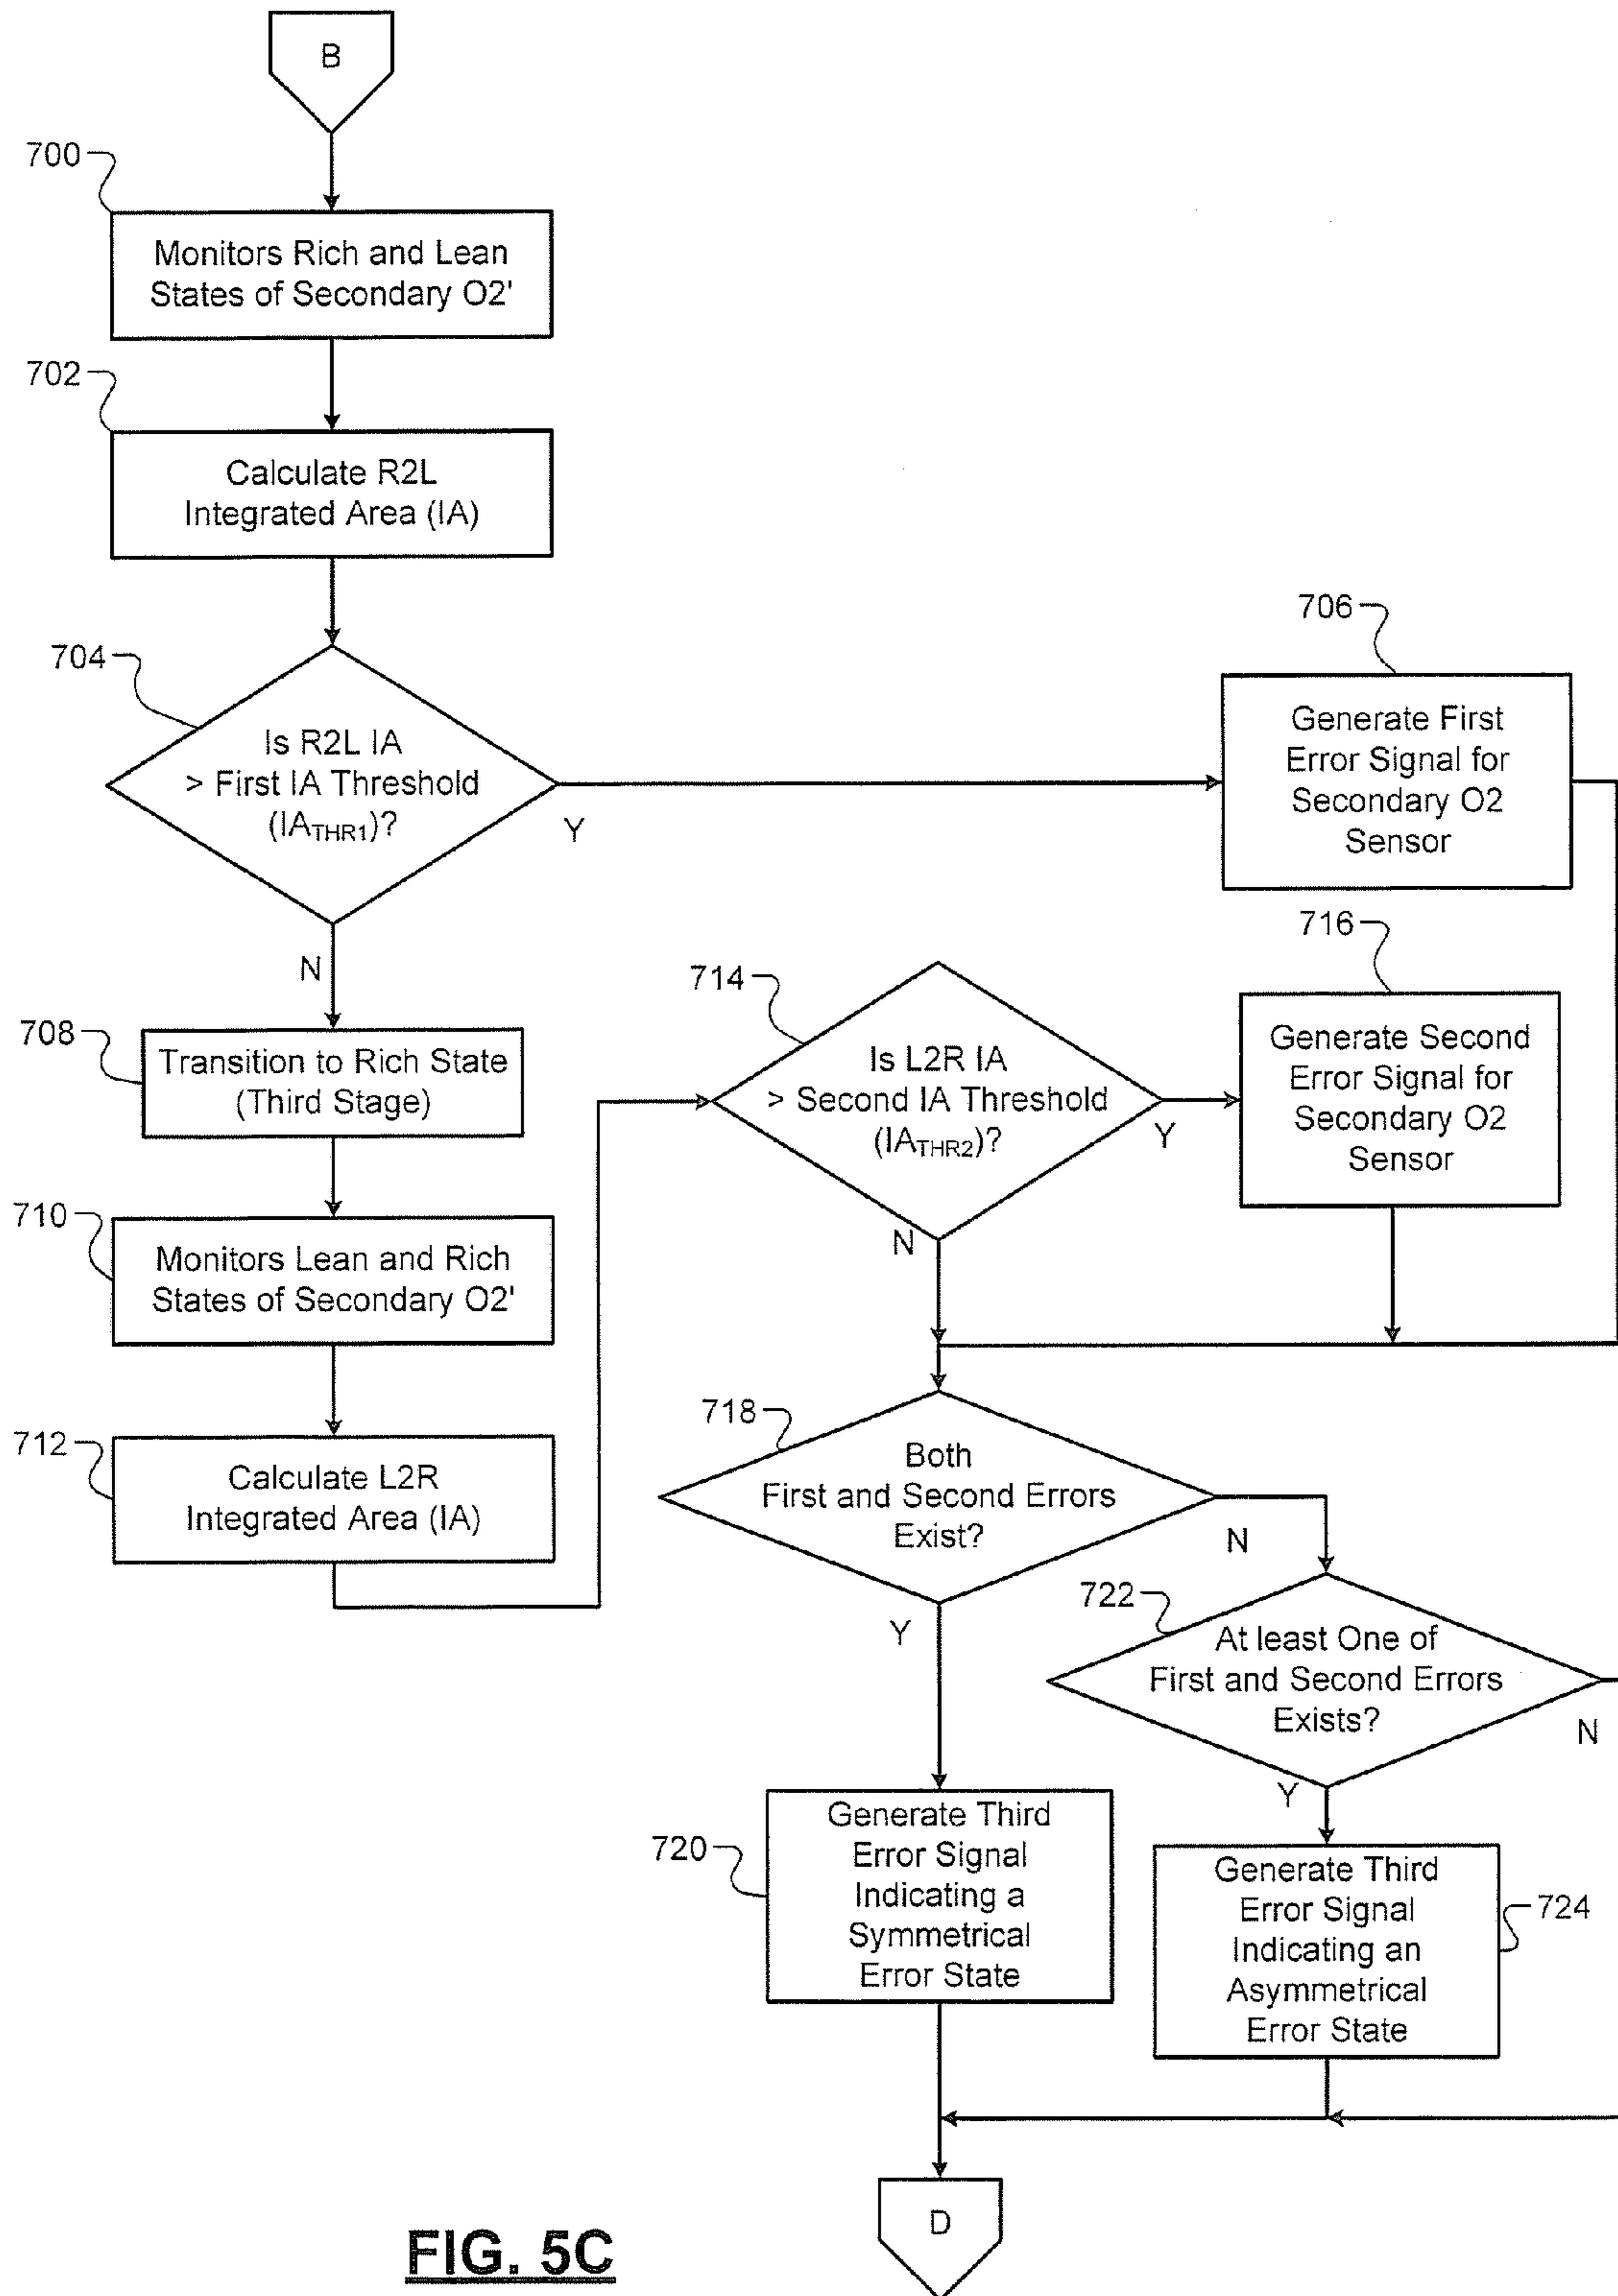 B
700
Monitors Rich and Lean
States of Secondary O2'
702
Calculate R2L
Integrated Area (IA)
704
Is R2L IA
> First IA Threshold
(IATHR1)?
Y
N
706
Generate First
Error Signal for
Secondary O2
Sensor
708
Transition to Rich State
(Third Stage)
710
Monitors Lean and Rich
States of Secondary O2'
712
Calculate L2R
Integrated Area (IA)
714
Is L2R IA
> Second IA Threshold
(IATHR2)?
Y
N
716
Generate Second
Error Signal for
Secondary O2
Sensor
718
Both
First and Second Errors
Exist?
N
Y
722
At least One of
First and Second Errors
Exists?
N
Y
720
Generate Third
Error Signal
Indicating a
Symmetrical
Error State
724
Generate Third
Error Signal
Indicating an
Asymmetrical
Error State
D
FIG. 5C